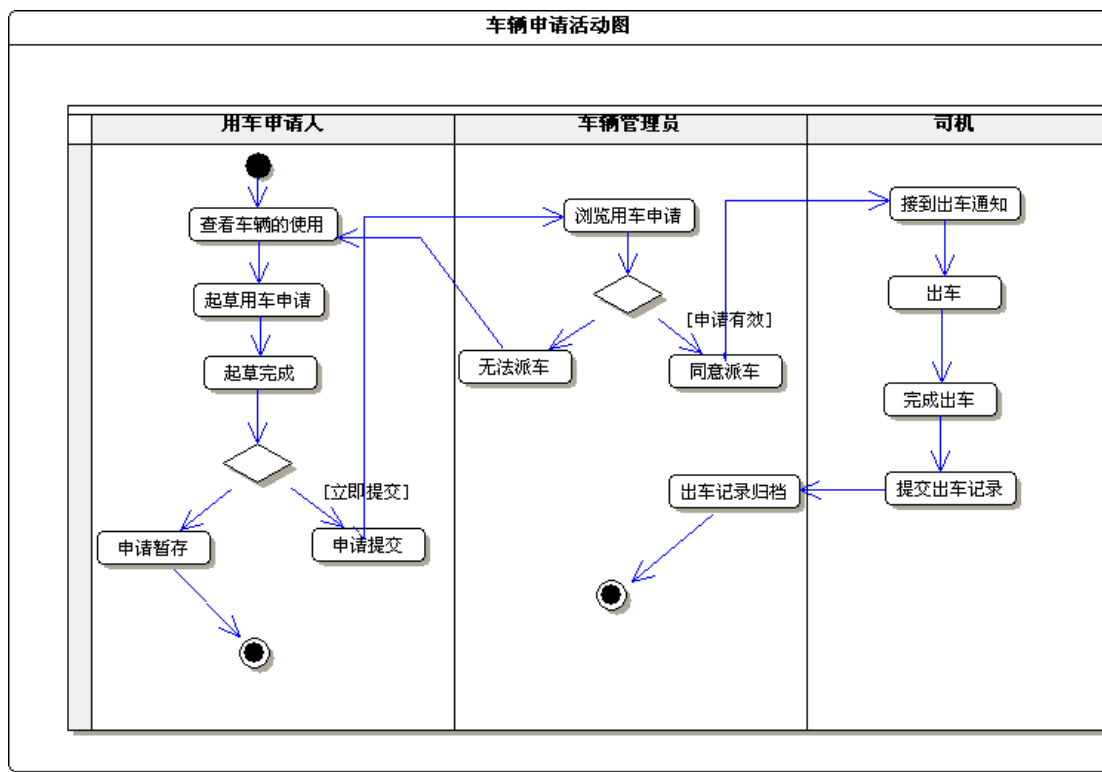 车辆申请活动图
用车申请人
车辆管理员
司机
查看车辆的使用
起草用车申请
起草完成
[立即提交]
申请暂存
申请提交
浏览用车申请
[申请有效]
无法派车
同意派车
出车记录归档
接到出车通知
出车
完成出车
提交出车记录